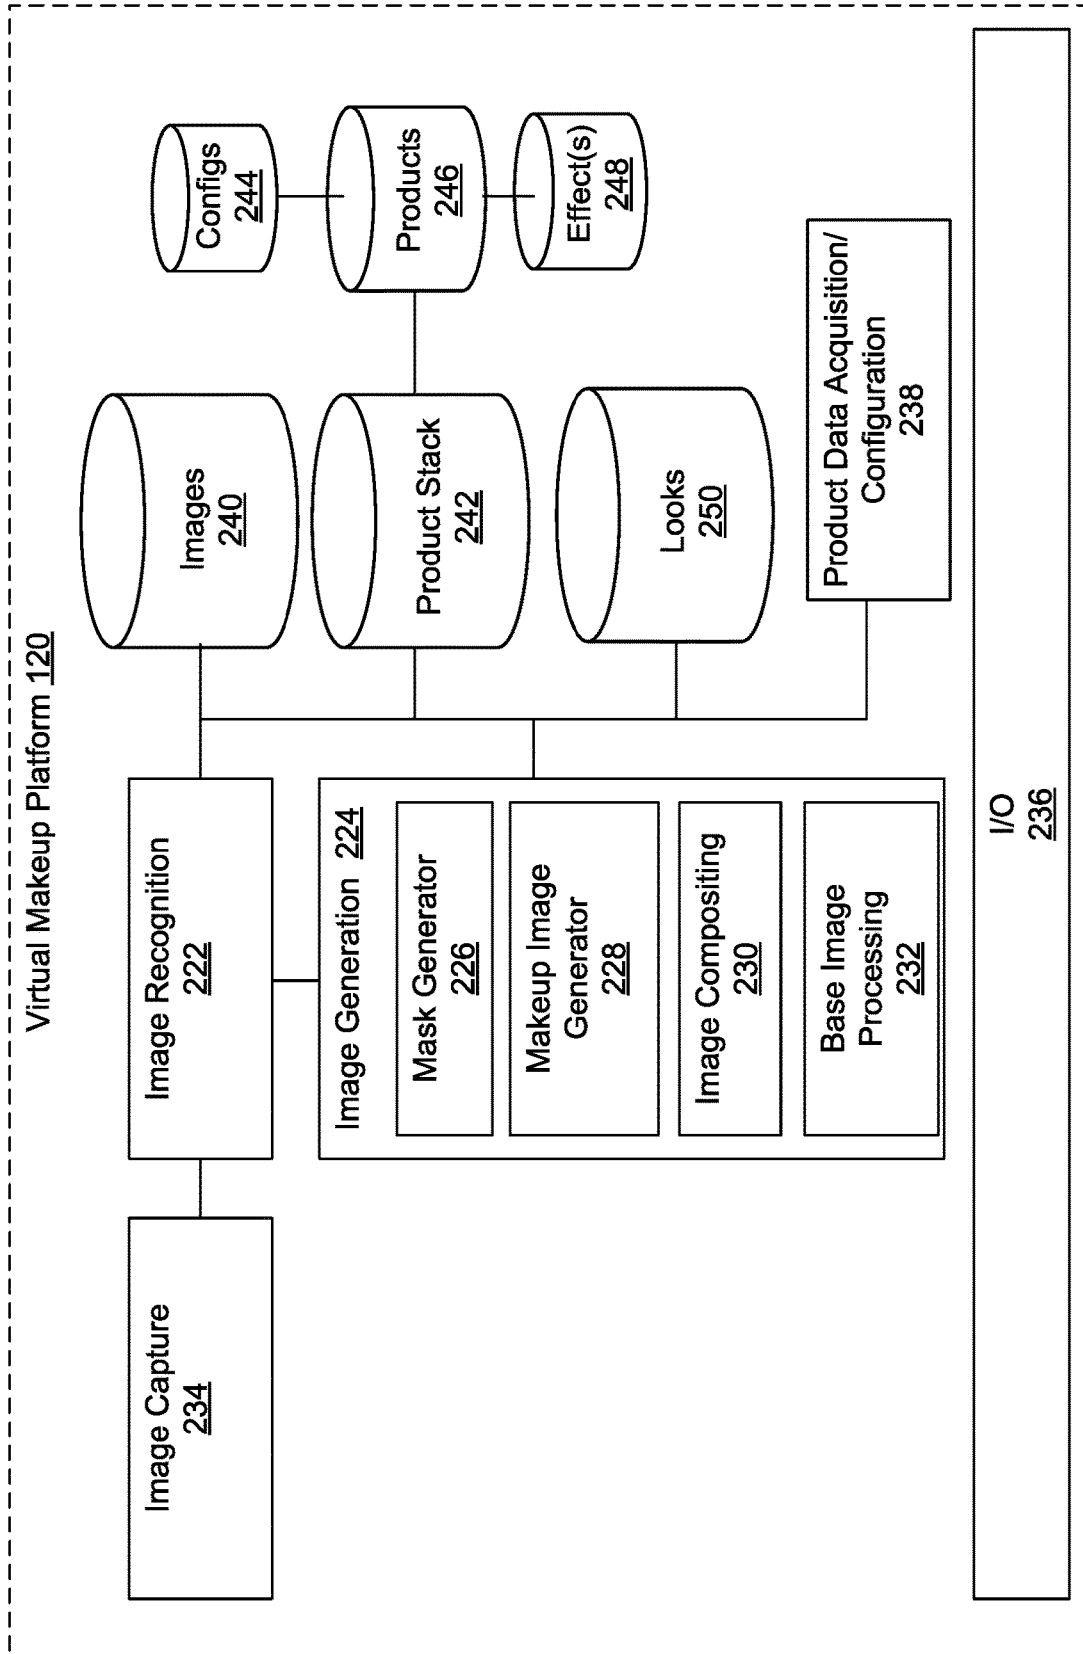 Virtual Makeup Platform 120
Image Capture
234
Image Recognition
222
Images
240
Configs
244
Image Generation 224
Mask Generator
226
Makeup Image
Generator
228
Image Compositing
230
Base Image
Processing
232
Product Stack
242
Products
246
Effect(s)
248
Looks
250
Product Data Acquisition/
Configuration
238
I/O
236